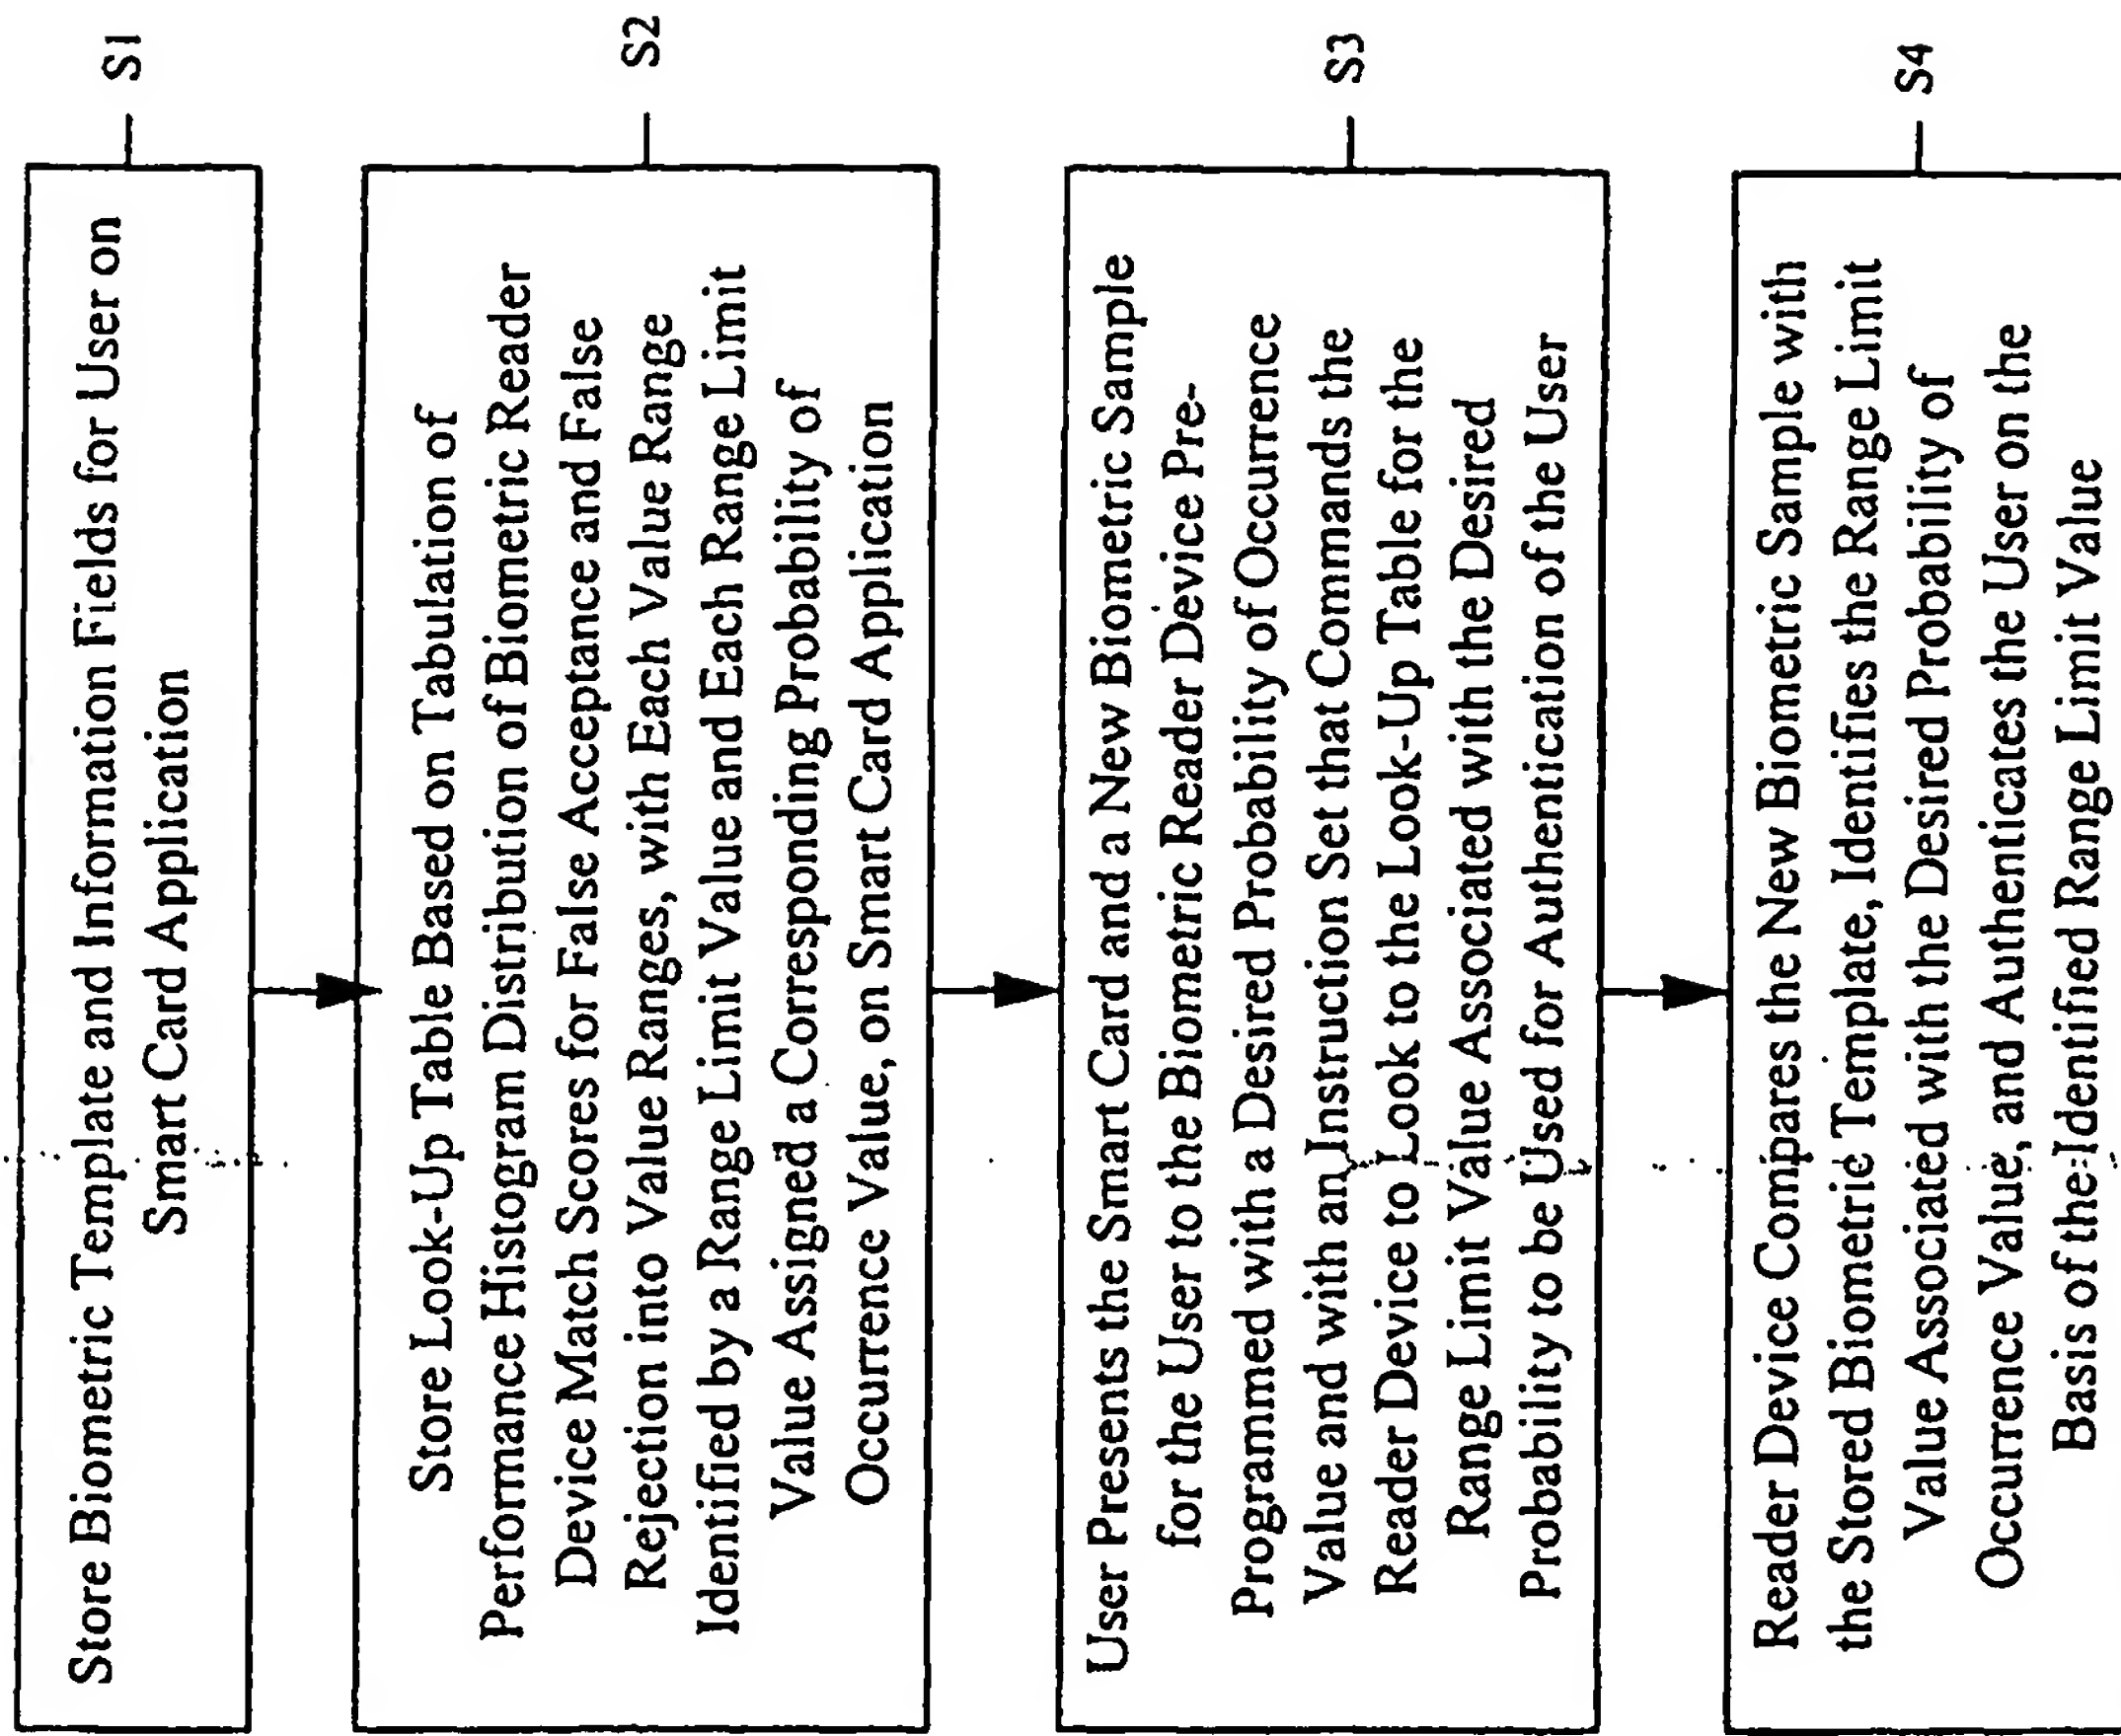 Store Biometric Template and Information Fields for User on
Smart Card Application
S1
Store Look-Up Table Based on Tabulation of
Performance Histogram Distribution of Biometric Reader
Device Match Scores for False Acceptance and False
Rejection into Value Ranges, with Each Value Range
Identified by a Range Limit Value and Each Range Limit
Value Assigned a Corresponding Probability of
Occurrence Value, on Smart Card Application
S2
User Presents the Smart Card and a New Biometric Sample
for the User to the Biometric Reader Device Pre-
Programmed with a Desired Probability of Occurrence
Value and with an Instruction Set that Commands the
Reader Device to Look to the Look-Up Table for the
Range Limit Value Associated with the Desired
Probability to be Used for Authentication of the User
S3
Reader Device Compares the New Biometric Sample with
the Stored Biometric Template, Identifies the Range Limit
Value Associated with the Desired Probability of
Occurrence Value, and Authenticates the User on the
Basis of the Identified Range Limit Value
S4